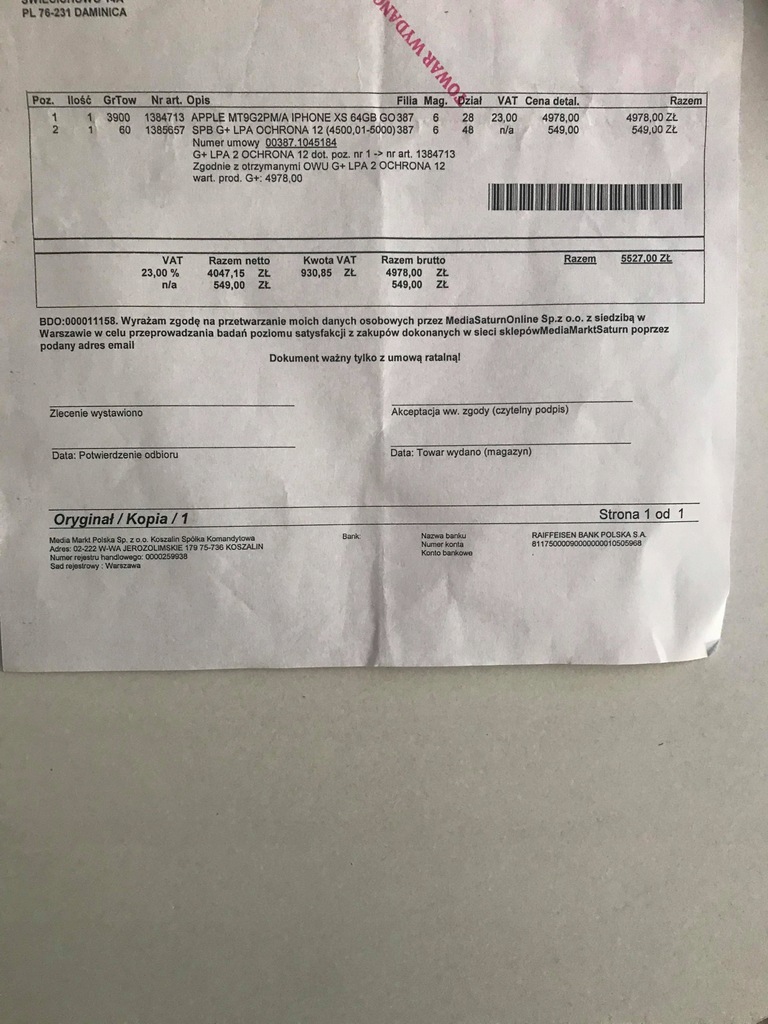 PL 76-231 DAMINICA
TOWAR WYDANO
Poz. Ilość GrTow Nr art. Opis Filia Mag. Dział VAT Cena detal. Razem
1 1 3900 1384713 APPLE MT9G2PM/A IPHONE XS 64GB GO 387 6 28 23,00 4978,00 4978,00 ZŁ
2 1 60 1385657 SPB G+ LPA OCHRONA 12 (4500,01-5000) 387 6 48 n/a 549,00 549,00 ZŁ
Numer umowy 00387.1045184
G+ LPA 2 OCHRONA 12 dot. poz. nr 1 -> nr art. 1384713
Zgodnie z otrzymanymi OWU G+ LPA 2 OCHRONA 12
wart. prod. G+: 4978,00
VAT Razem netto Kwota VAT Razem brutto Razem 5527,00 ZŁ
23,00 % 4047,15 ZŁ 930,85 ZŁ 4978,00 ZŁ
n/a 549,00 ZŁ 549,00 ZŁ
BDO:000011158. Wyrażam zgodę na przetwarzanie moich danych osobowych przez MediaSaturnOnline Sp.z o.o. z siedzibą w
Warszawie w celu przeprowadzania badań poziomu satysfakcji z zakupów dokonanych w sieci sklepówMediaMarktSaturn poprzez
podany adres email
Dokument ważny tylko z umową ratalną!
Zlecenie wystawiono Akceptacja ww. zgody (czytelny podpis)
Data: Potwierdzenie odbioru Data: Towar wydano (magazyn)
Oryginał / Kopia / 1 Strona 1 od 1
Media Markt Polska Sp. z o.o. Koszalin Spółka Komandytowa Bank: Nazwa banku RAIFFEISEN BANK POLSKA S.A.
Adres: 02-222 W-WA JEROZOLIMSKIE 179 75-736 KOSZALIN Numer konta 81175000090000000010505968
Numer rejestru handlowego: 0000259938 Konto bankowe .
Sąd rejestrowy : Warszawa